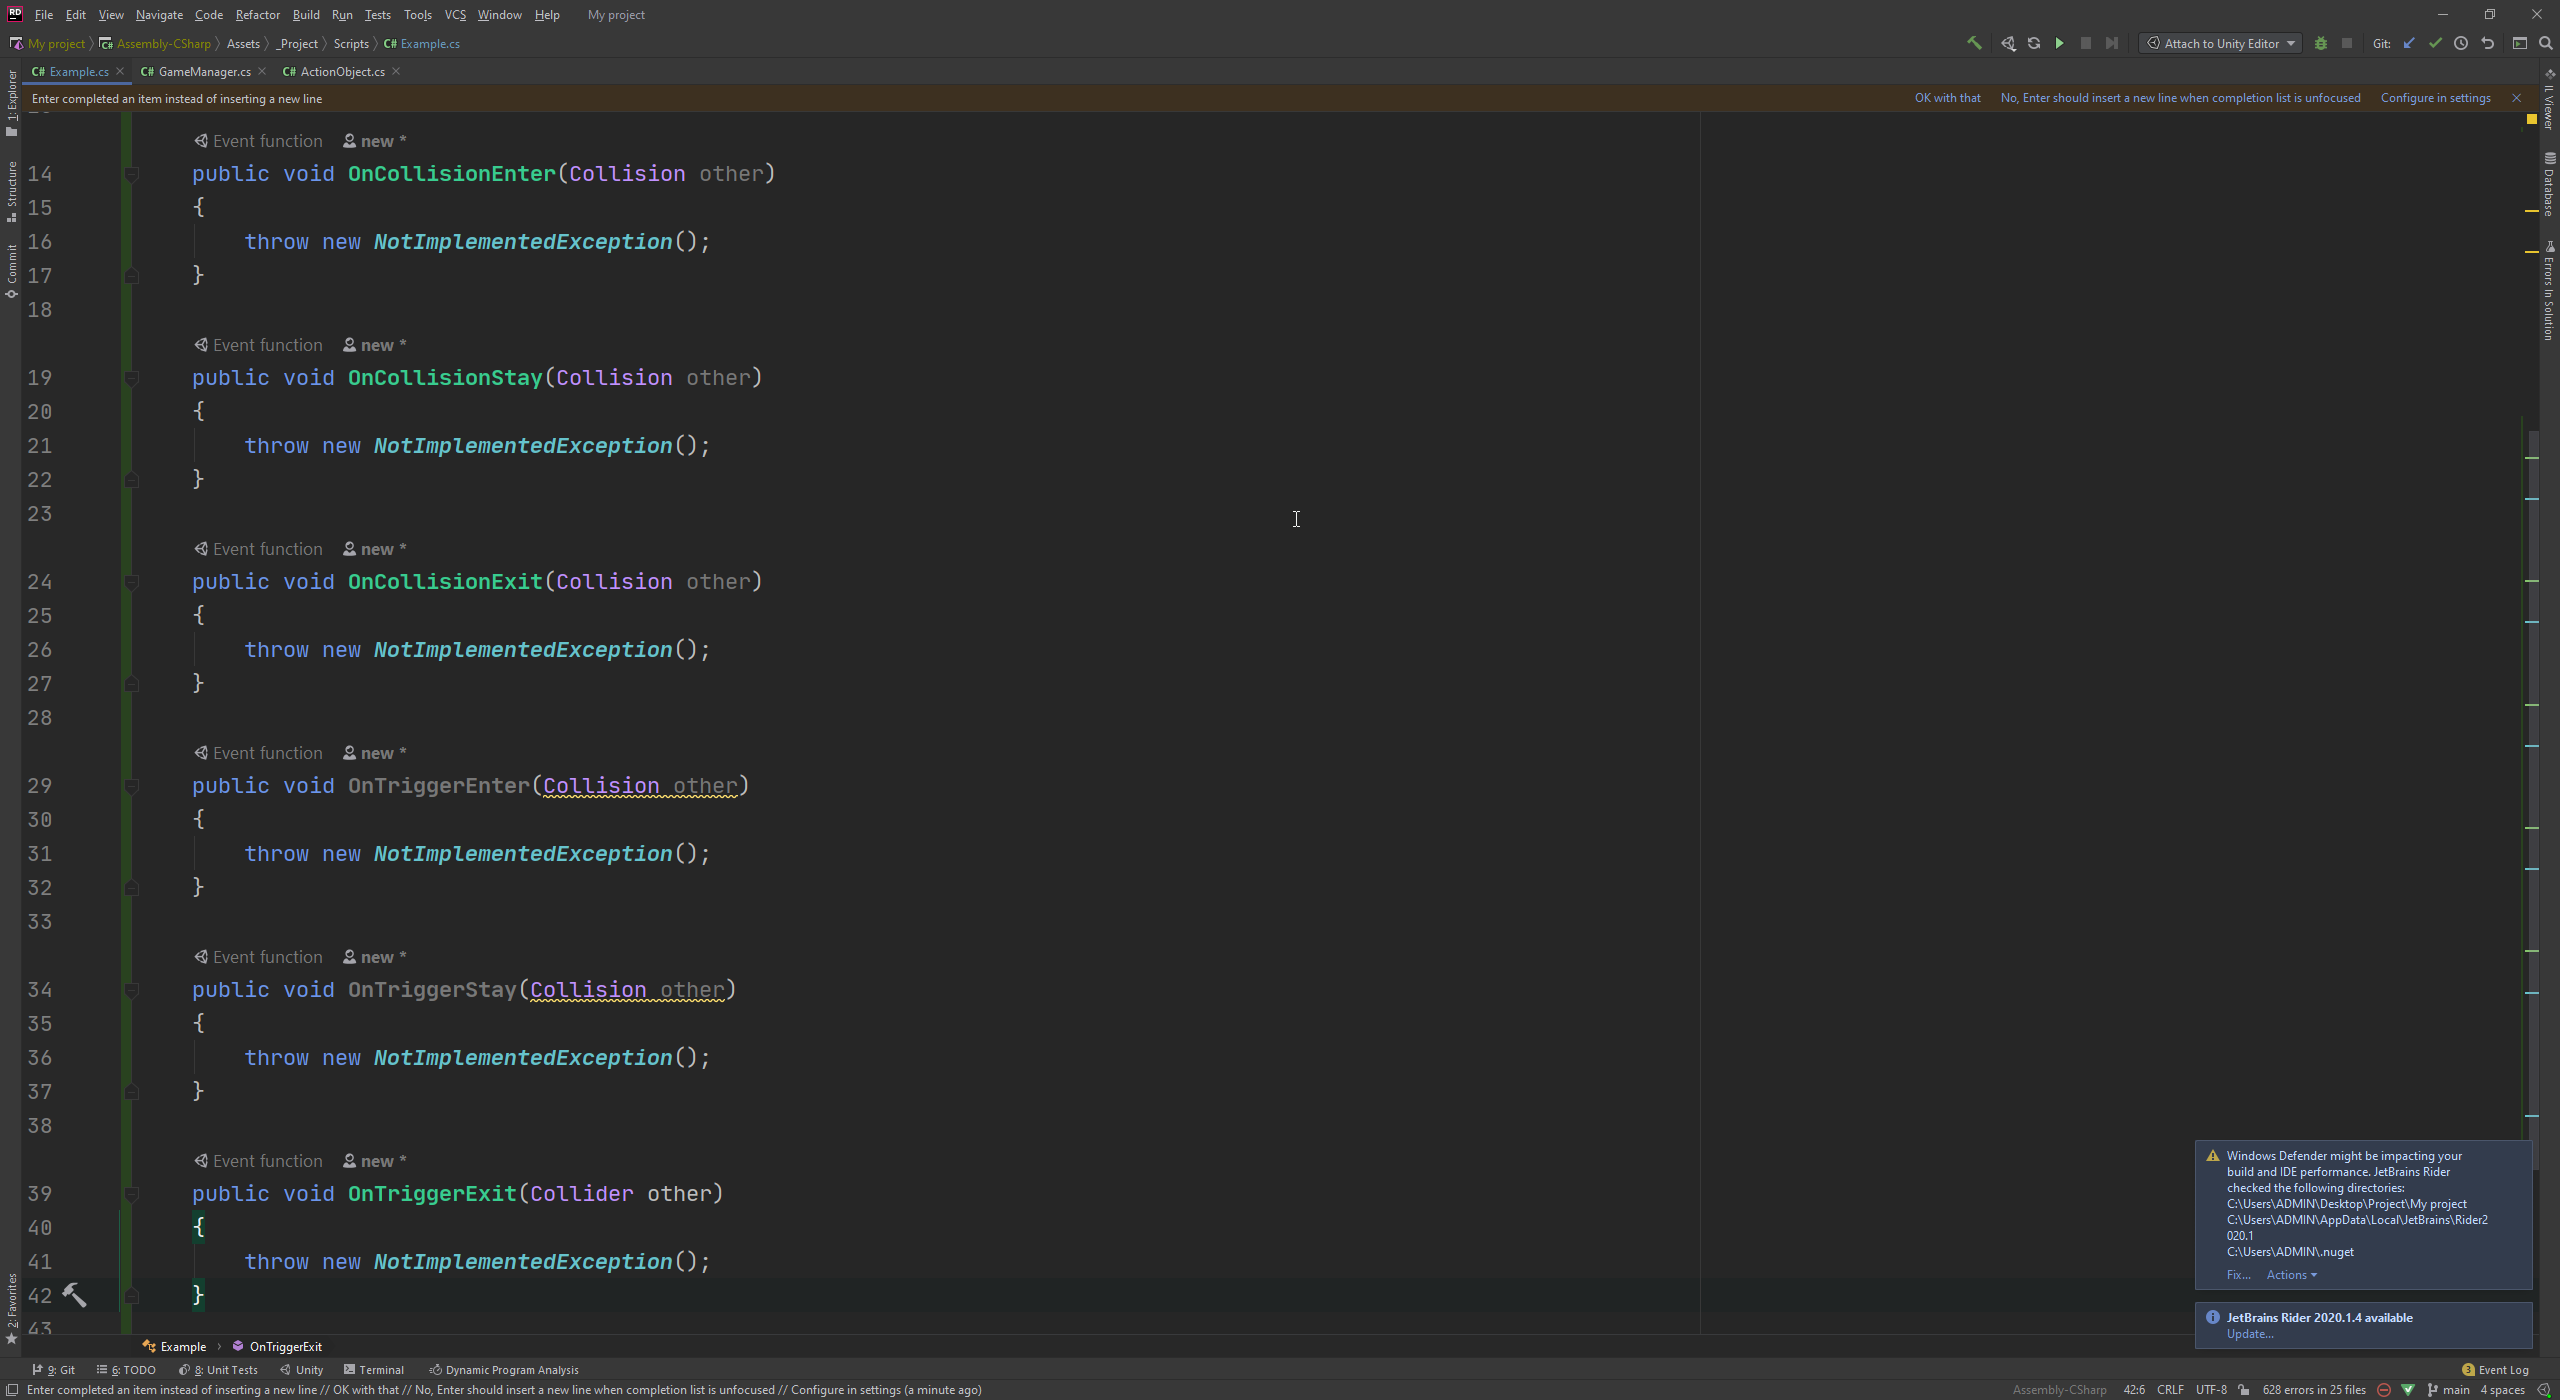 RD File Edit View Navigate Code Refactor Build Run Tests Tools VCS Window Help My project
My project Assembly-CSharp Assets _Project Scripts C# Example.cs Attach to Unity Editor Git:
C# Example.cs C# GameManager.cs C# ActionObject.cs
Enter completed an item instead of inserting a new line OK with that No, Enter should insert a new line when completion list is unfocused Configure in settings
Event function new *
14 public void OnCollisionEnter(Collision other)
15 {
16 throw new NotImplementedException();
17 }
18
Event function new *
19 public void OnCollisionStay(Collision other)
20 {
21 throw new NotImplementedException();
22 }
23
Event function new *
24 public void OnCollisionExit(Collision other)
25 {
26 throw new NotImplementedException();
27 }
28
Event function new *
29 public void OnTriggerEnter(Collision other)
30 {
31 throw new NotImplementedException();
32 }
33
Event function new *
34 public void OnTriggerStay(Collision other)
35 {
36 throw new NotImplementedException();
37 }
38
Event function new *
39 public void OnTriggerExit(Collider other)
40 {
41 throw new NotImplementedException();
42 }
43
1: Explorer
Structure
Commit
2: Favorites
IL Viewer
Database
Errors In Solution
Windows Defender might be impacting your
build and IDE performance. JetBrains Rider
checked the following directories:
C:\Users\ADMIN\Desktop\Project\My project
C:\Users\ADMIN\AppData\Local\JetBrains\Rider2
020.1
C:\Users\ADMIN\.nuget
Fix... Actions
JetBrains Rider 2020.1.4 available
Update...
Example OnTriggerExit
9: Git 6: TODO 8: Unit Tests Unity Terminal Dynamic Program Analysis 3 Event Log
Enter completed an item instead of inserting a new line // OK with that // No, Enter should insert a new line when completion list is unfocused // Configure in settings (a minute ago) Assembly-CSharp 42:6 CRLF UTF-8 628 errors in 25 files main 4 spaces